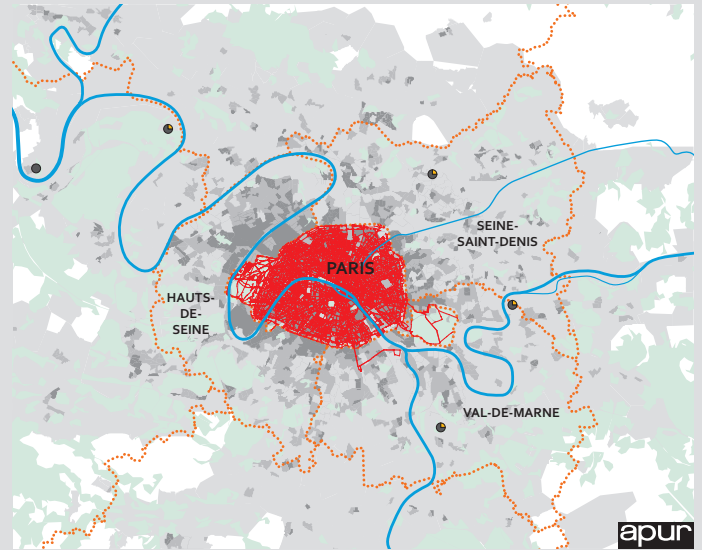 SEINE-
SAINT-DENIS
PARIS
HAUTS-
DE-
SEINE
VAL-DE-MARNE
apur